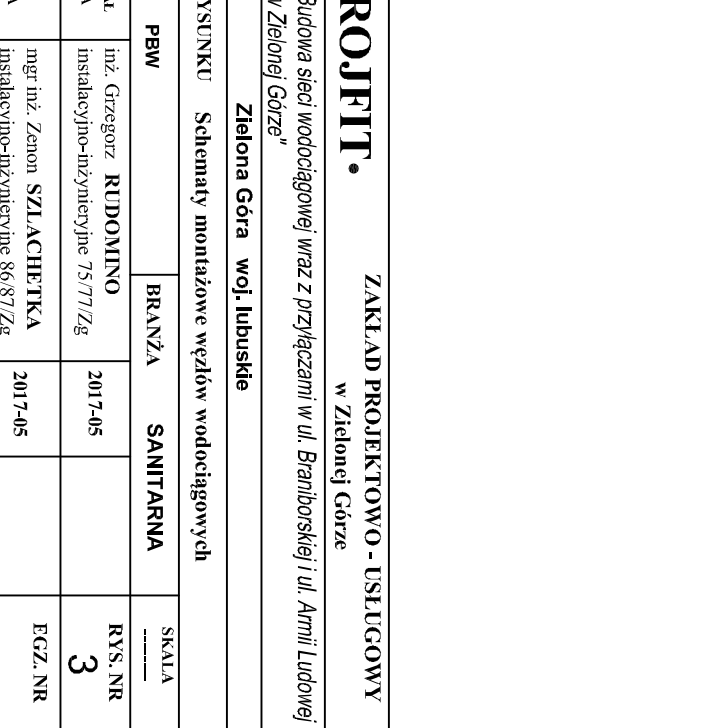 ROJFIT•
ZAKŁAD PROJEKTOWO - USŁUGOWY
w Zielonej Górze
Budowa sieci wodociągowej wraz z przyłączami w ul. Braniborskiej i ul. Armii Ludowej
w Zielonej Górze"
Zielona Góra woj. lubuskie
YSUNKU Schematy montażowe węzłów wodociągowych
PBW
BRANŻA SANITARNA
SKALA
------
inż. Grzegorz RUDOMINO
instalacyjno-inżynieryjne 75/77/Zg
2017-05
RYS. NR
3
mgr inż. Zenon SZLACHETKA
instalacyjno-inżynieryjne 86/87/Zg
2017-05
EGZ. NR